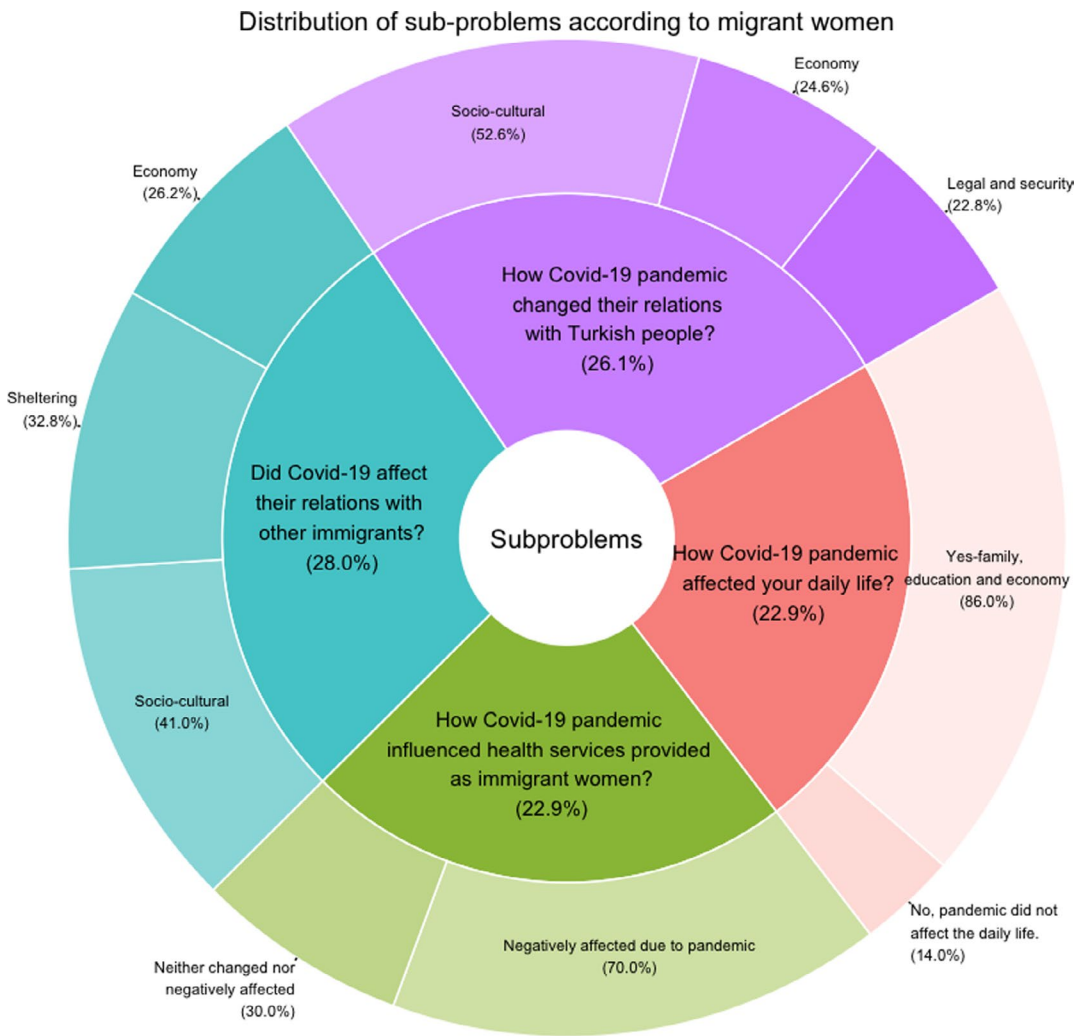 Distribution of sub-problems according to migrant women
Economy
(24.6%)
Socio-cultural
(52.6%)
Legal and security
(22.8%)
Economy
(26.2%)
How Covid-19 pandemic
changed their relations
with Turkish people?
(26.1%)
Sheltering
(32.8%)
Did Covid-19 affect
their relations with
other immigrants?
(28.0%)
Subproblems
How Covid-19 pandemic
affected your daily life?
(22.9%)
Yes-family,
education and economy
(86.0%)
Socio-cultural
(41.0%)
How Covid-19 pandemic
influenced health services provided
as immigrant women?
(22.9%)
No, pandemic did not
affect the daily life.
(14.0%)
Negatively affected due to pandemic
(70.0%)
Neither changed nor
negatively affected
(30.0%)